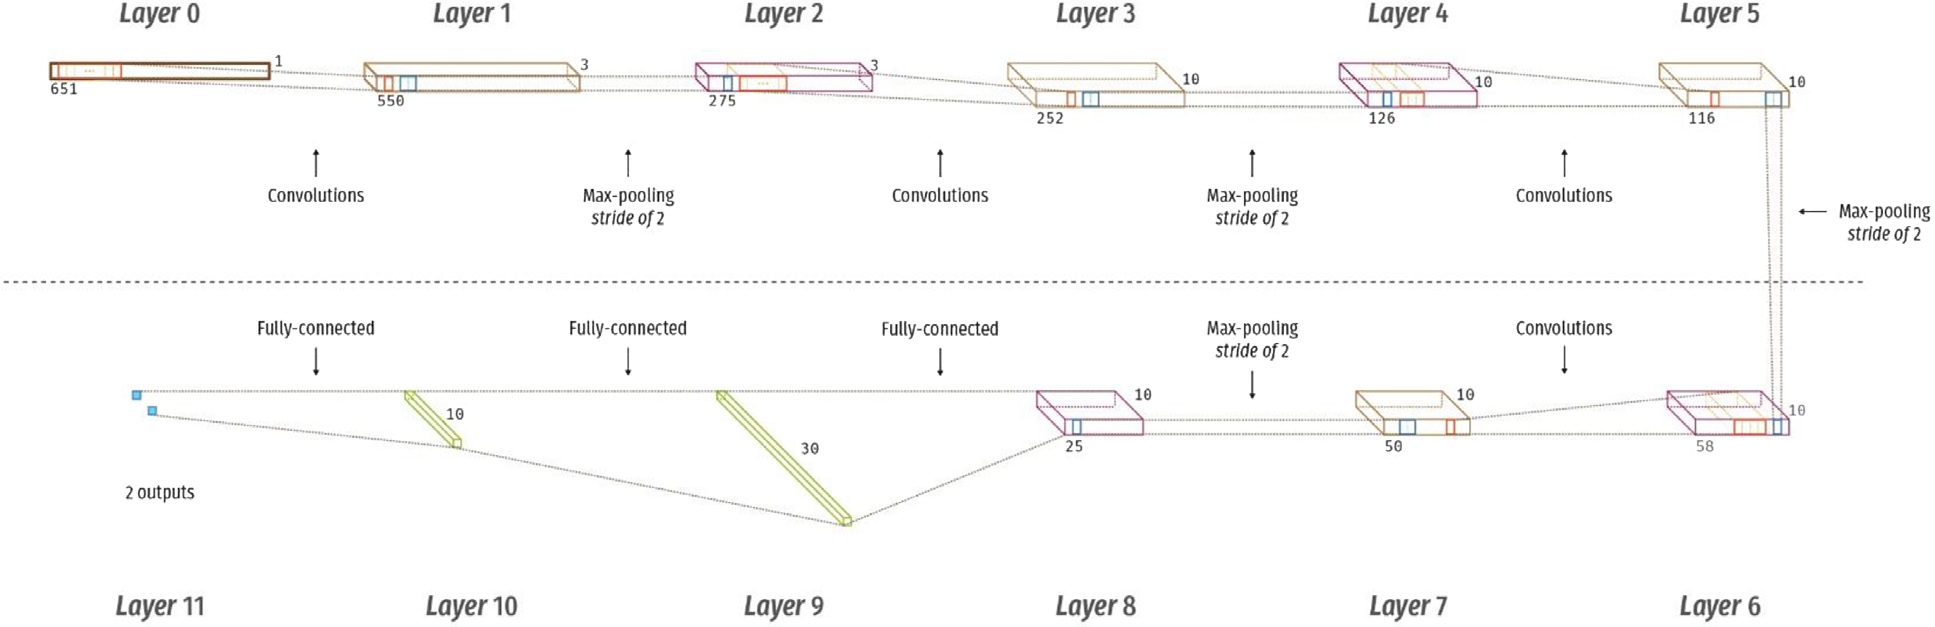 Layer 0 Layer 1 Layer 2 Layer 3 Layer 4 Layer 5
1 3 3 10 10 10
651 550 275 252 126 116
Convolutions Max-pooling Convolutions Max-pooling Convolutions
stride of 2 stride of 2
Max-pooling
stride of 2
Fully-connected Fully-connected Fully-connected Max-pooling Convolutions
stride of 2
10 30 10 10 10
25 50 58
2 outputs
Layer 11 Layer 10 Layer 9 Layer 8 Layer 7 Layer 6